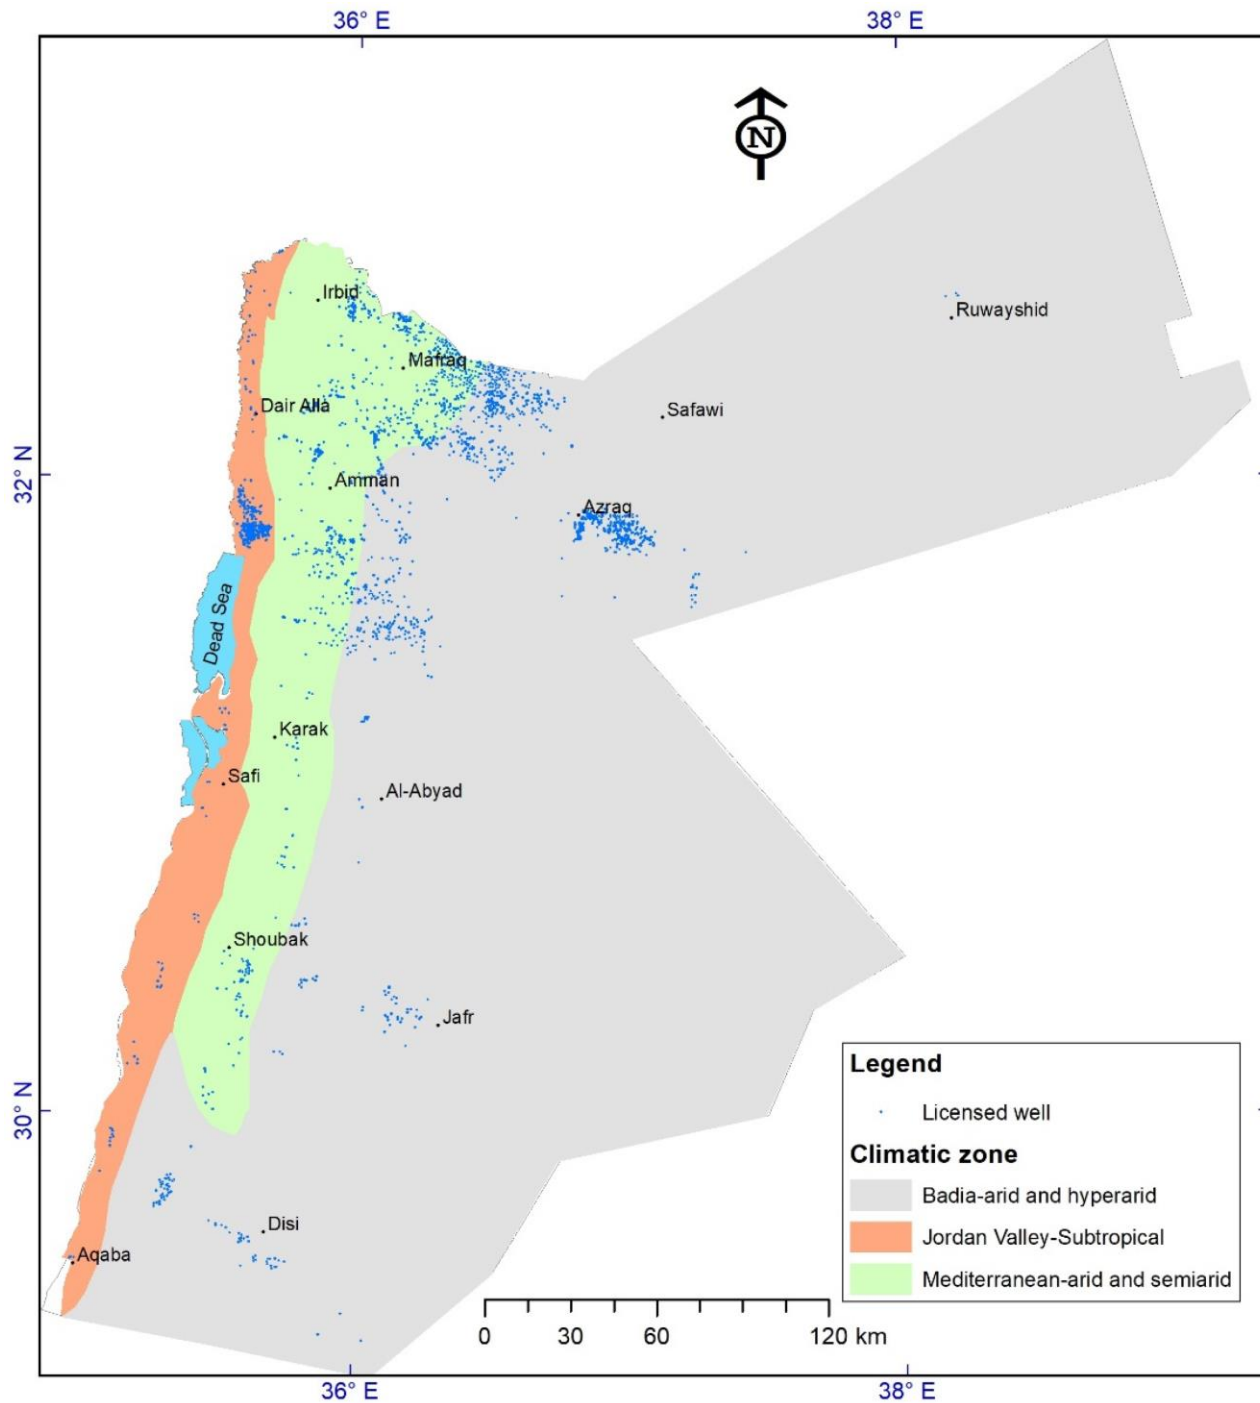 36° E
38° E
N
Irbid
Ruwayshid
Mafraq
Dair Alla
Safawi
32° N
Amman
Azraq
Dead Sea
Karak
Safi
Al-Abyad
Shoubak
Jafr
Legend
Licensed well
30° N
Climatic zone
Badia-arid and hyperarid
Disi
Jordan Valley-Subtropical
Aqaba
Mediterranean-arid and semiarid
0 30 60 120 km
36° E
38° E